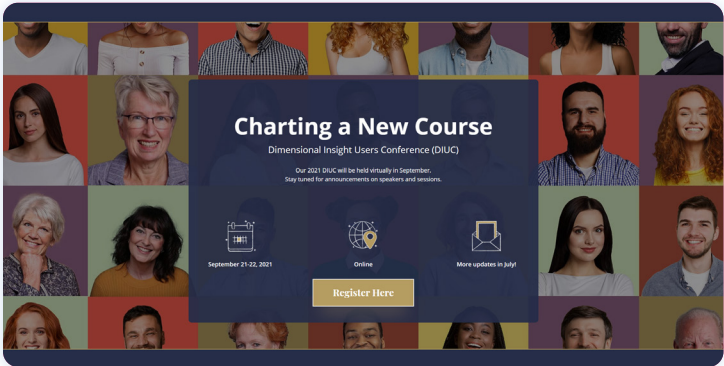 Charting a New Course
Dimensional Insight Users Conference (DIUC)
Our 2021 DIUC will be held virtually in September.
Stay tuned for announcements on speakers and sessions.
September 21-22, 2021
Online
More updates in July!
Register Here